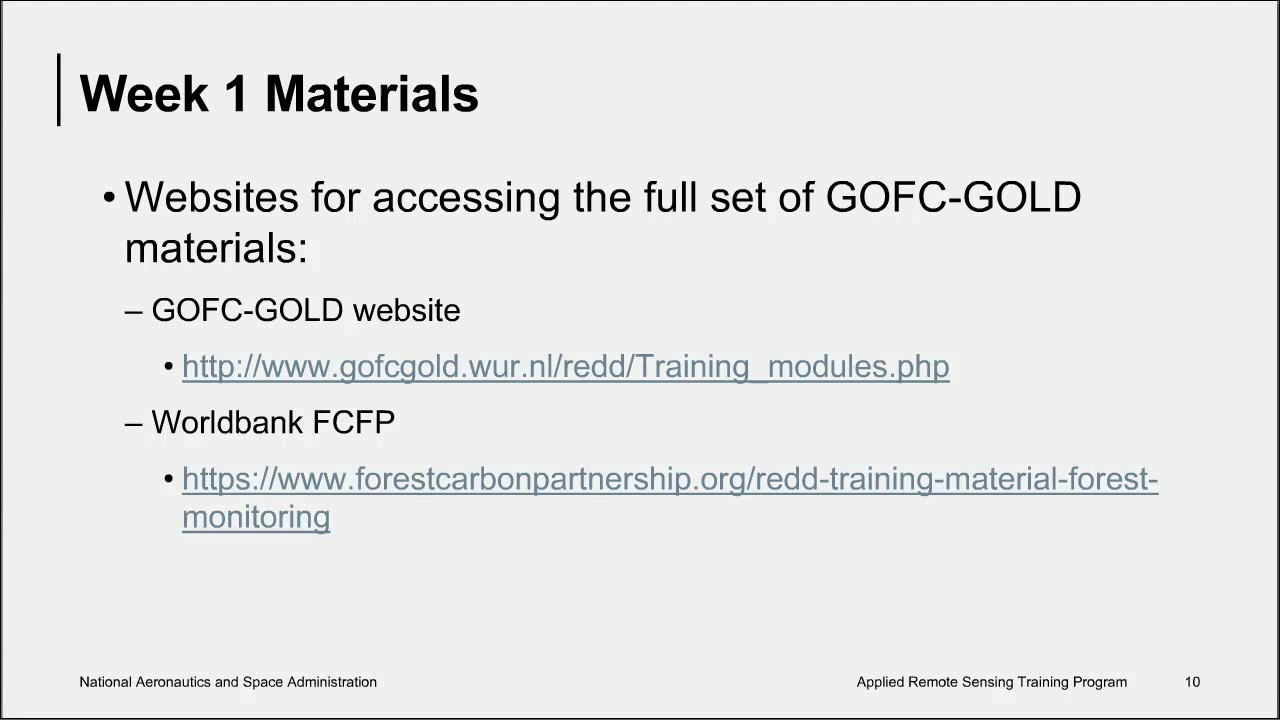 Week 1 Materials
• Websites for accessing the full set of GOFC-GOLD
materials:
– GOFC-GOLD website
• http://www.gofcgold.wur.nl/redd/Training_modules.php
– Worldbank FCFP
• https://www.forestcarbonpartnership.org/redd-training-material-forest-
monitoring
National Aeronautics and Space Administration
Applied Remote Sensing Training Program
10